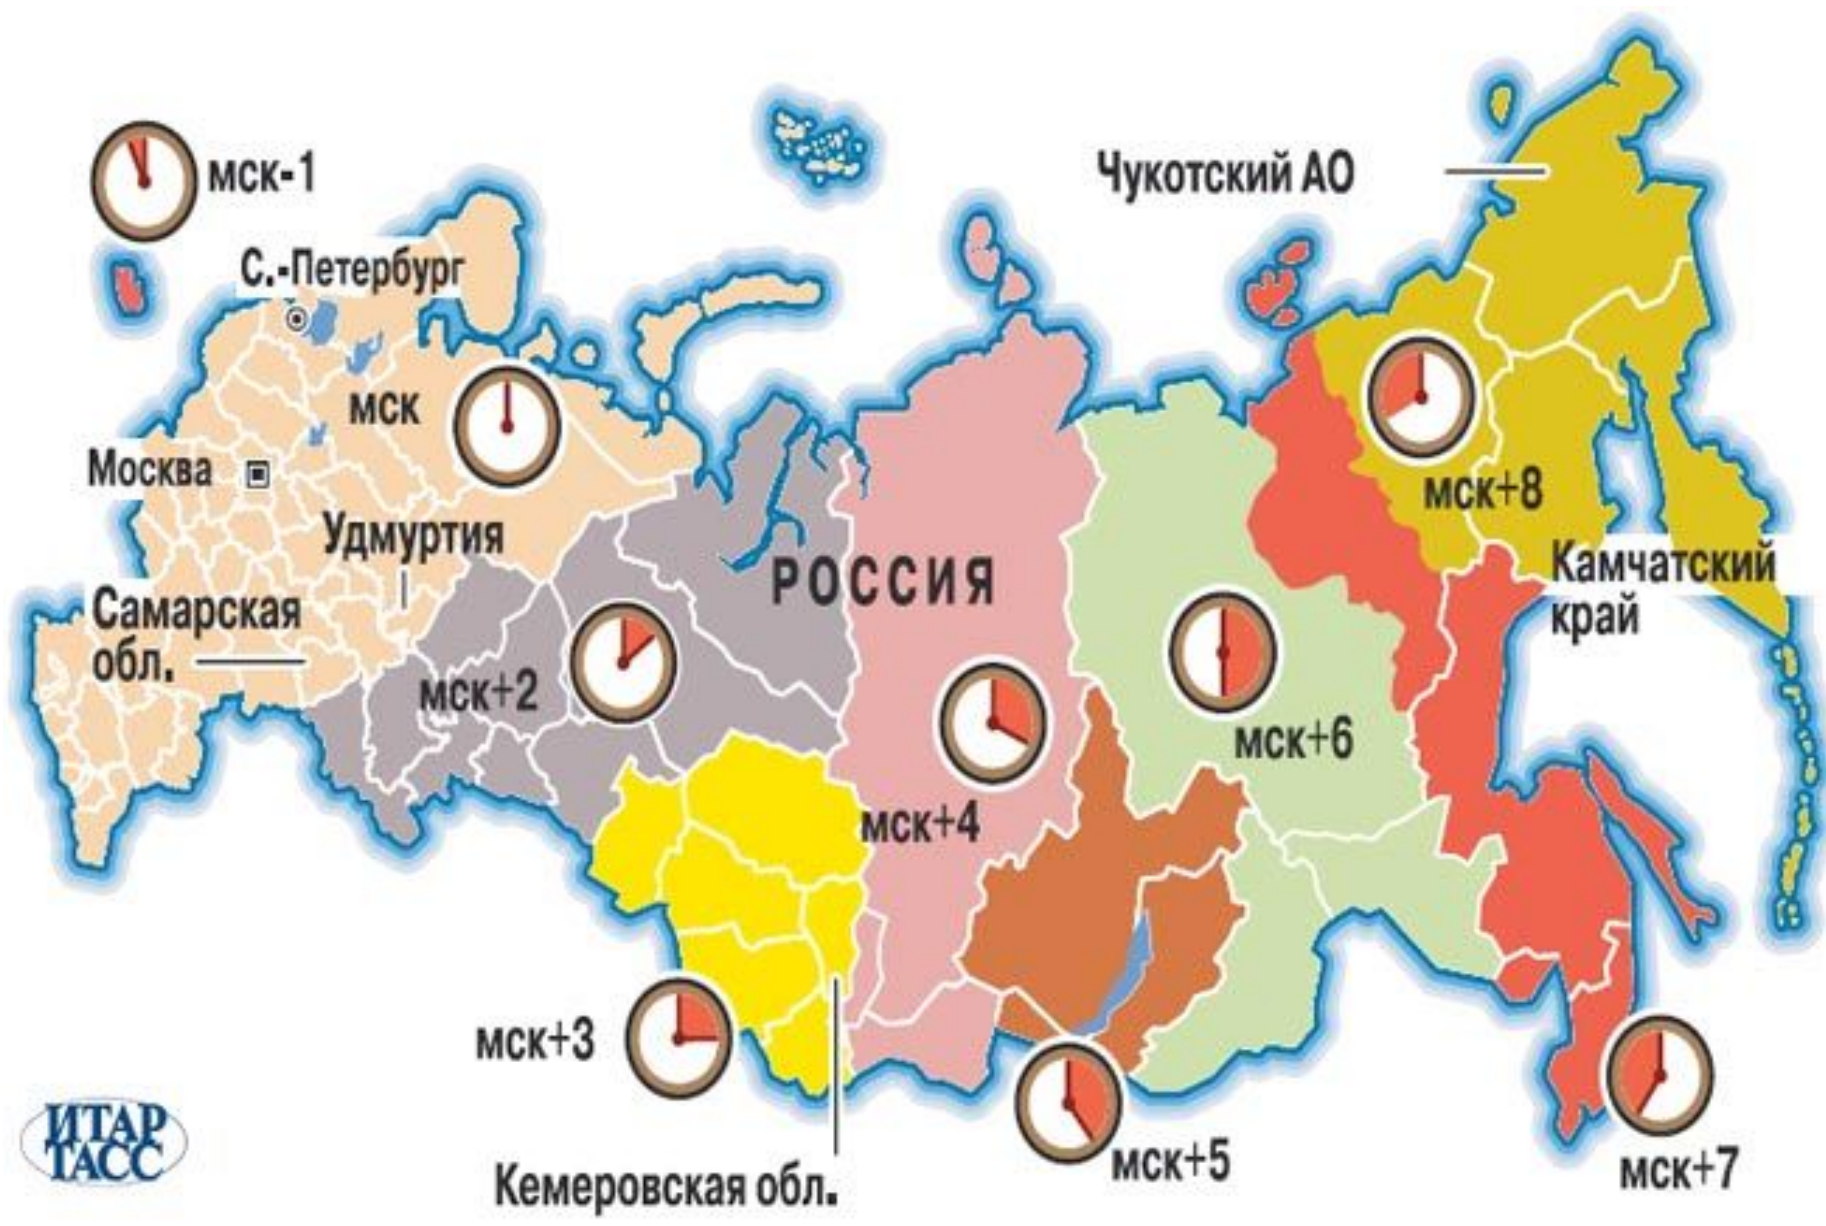 мск-1
Чукотский АО
С.-Петербург
мск
Москва
мск+8
Удмуртия
РОССИЯ
Камчатский
край
Самарская
обл.
мск+2
мск+6
мск+4
мск+3
ИТАР
ТАСС
мск+5
мск+7
Кемеровская обл.